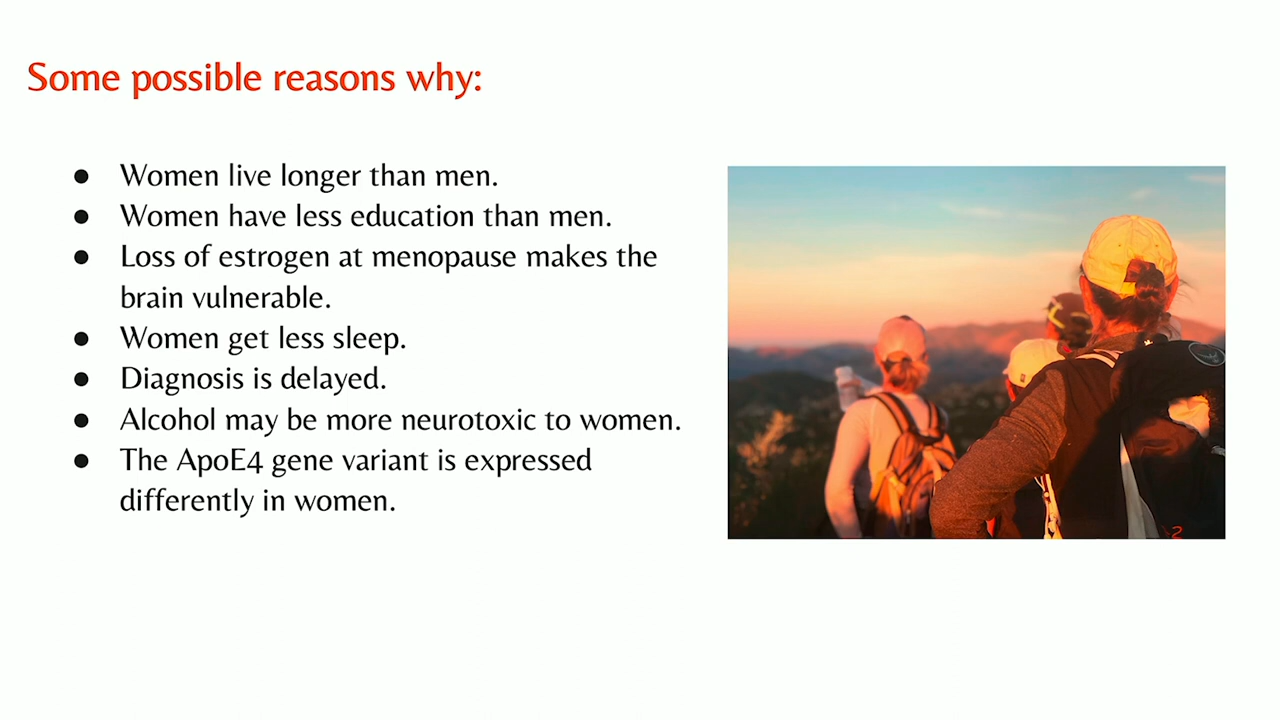 Some possible reasons why:
● Women live longer than men.
● Women have less education than men.
● Loss of estrogen at menopause makes the
brain vulnerable.
● Women get less sleep.
● Diagnosis is delayed.
● Alcohol may be more neurotoxic to women.
● The ApoE4 gene variant is expressed
differently in women.
2